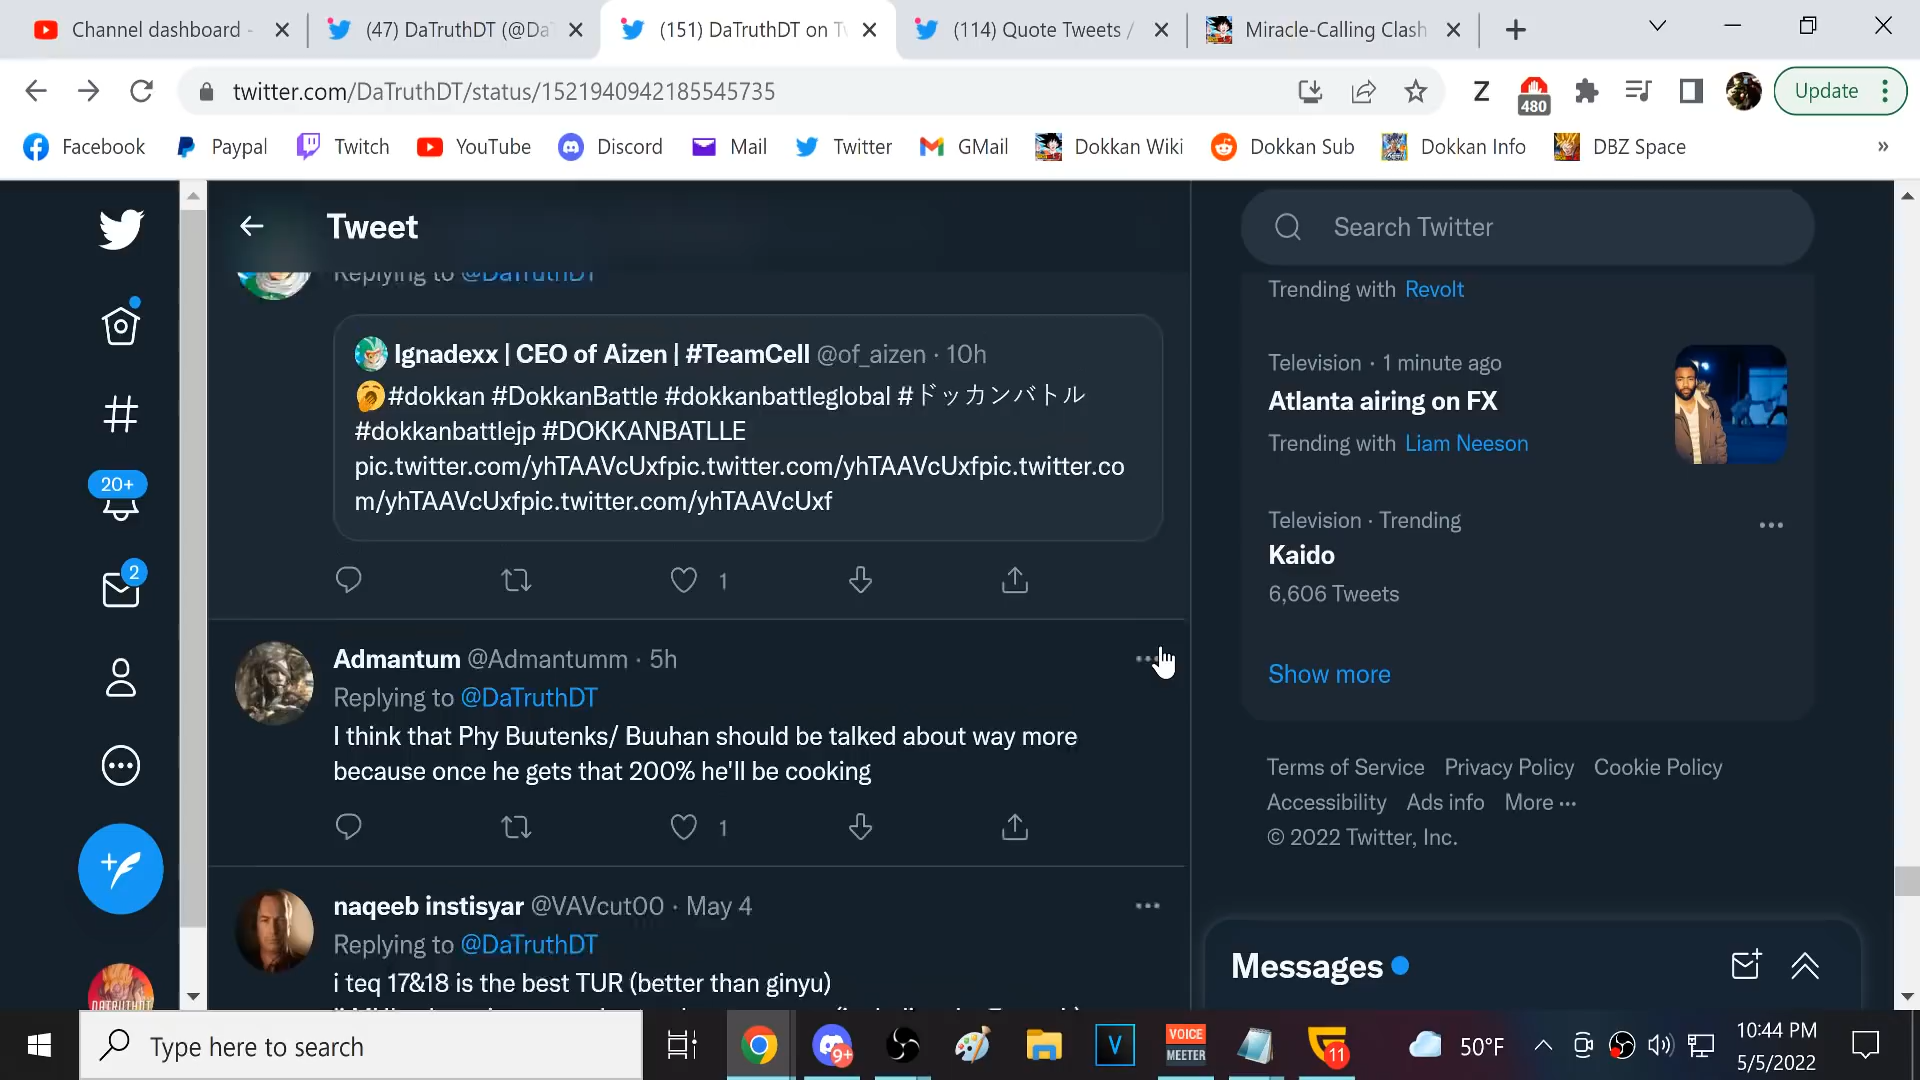 Channel dashboard -
(47) DaTruthDT (@Da
(151) DaTruthDT on T
(114) Quote Tweets /
Miracle-Calling Clash
twitter.com/DaTruthDT/status/1521940942185545735
Z
480
Update
Facebook
Paypal
Twitch
YouTube
Discord
Mail
Twitter
GMail
Dokkan Wiki
Dokkan Sub
Dokkan Info
DBZ Space
»
Tweet
Replying to @DaTruthDT
Ignadexx | CEO of Aizen | #TeamCell @of_aizen · 10h
#dokkan #DokkanBattle #dokkanbattleglobal #ドッカンバトル
#dokkanbattlejp #DOKKANBATLLE
pic.twitter.com/yhTAAVcUxfpic.twitter.com/yhTAAVcUxfpic.twitter.co
m/yhTAAVcUxfpic.twitter.com/yhTAAVcUxf
1
Admantum @Admantumm · 5h
Replying to @DaTruthDT
I think that Phy Buutenks/ Buuhan should be talked about way more
because once he gets that 200% he'll be cooking
1
naqeeb instisyar @VAVcut00 · May 4
Replying to @DaTruthDT
i teq 17&18 is the best TUR (better than ginyu)
20+
2
DATRUTHDT
Search Twitter
Trending with Revolt
Television · 1 minute ago
Atlanta airing on FX
Trending with Liam Neeson
Television · Trending
Kaido
6,606 Tweets
Show more
Terms of Service Privacy Policy Cookie Policy
Accessibility Ads info More ···
© 2022 Twitter, Inc.
Messages
Type here to search
9+
V
VOICE
MEETER
11
50°F
10:44 PM
5/5/2022